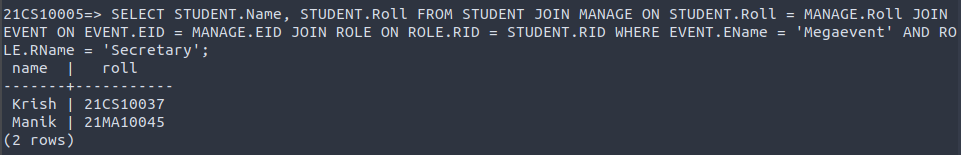 21CS10005=> SELECT STUDENT.Name, STUDENT.Roll FROM STUDENT JOIN MANAGE ON STUDENT.Roll = MANAGE.Roll JOIN
EVENT ON EVENT.EID = MANAGE.EID JOIN ROLE ON ROLE.RID = STUDENT.RID WHERE EVENT.EName = 'Megaevent' AND RO
LE.RName = 'Secretary';
 name  |   roll
-------+-----------
 Krish | 21CS10037
 Manik | 21MA10045
(2 rows)